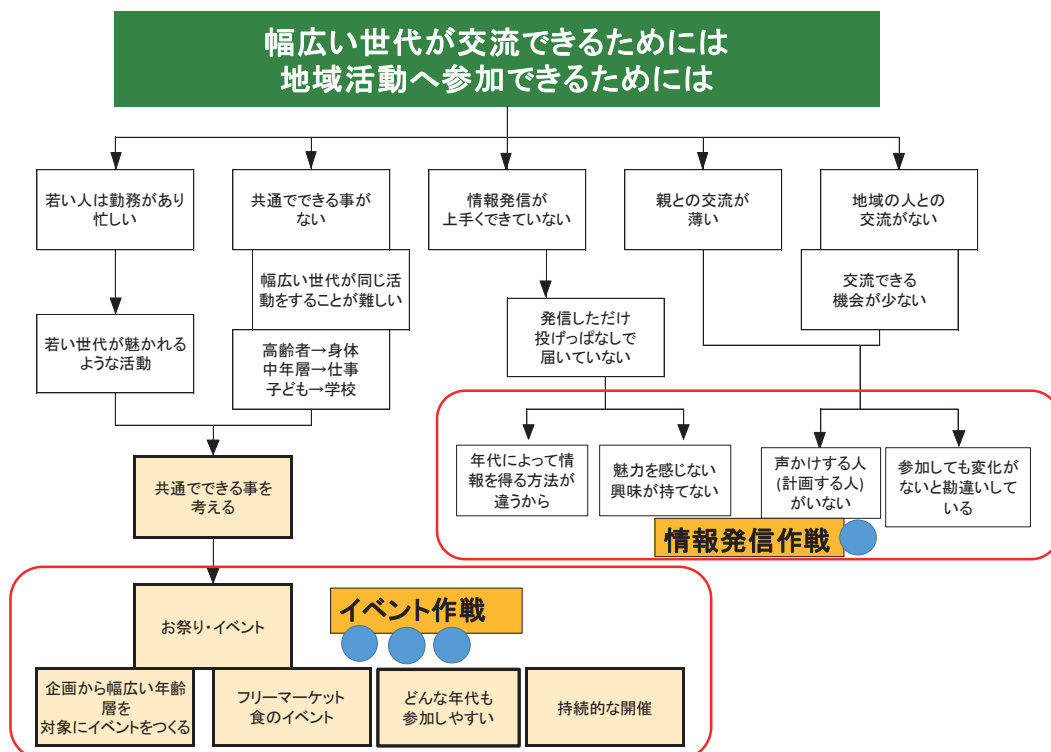 幅広い世代が交流できるためには
地域活動へ参加できるためには
若い人は勤務があり
忙しい
共通でできる事が
ない
情報発信が
上手くできていない
親との交流が
薄い
地域の人との
交流がない
幅広い世代が同じ活
動をすることが難しい
交流できる
機会が少ない
若い世代が魅かれる
ような活動
高齢者→身体
中年層→仕事
子ども→学校
発信しただけ
投げっぱなしで
届いていない
年代によって情
報を得る方法が
違うから
魅力を感じない
興味が持てない
声かけする人
(計画する人)
がいない
参加しても変化が
ないと勘違いして
いる
情報発信作戦
共通でできる事を
考える
お祭り・イベント
イベント作戦
企画から幅広い年齢
層を
対象にイベントをつくる
フリーマーケット
食のイベント
どんな年代も
参加しやすい
持続的な開催